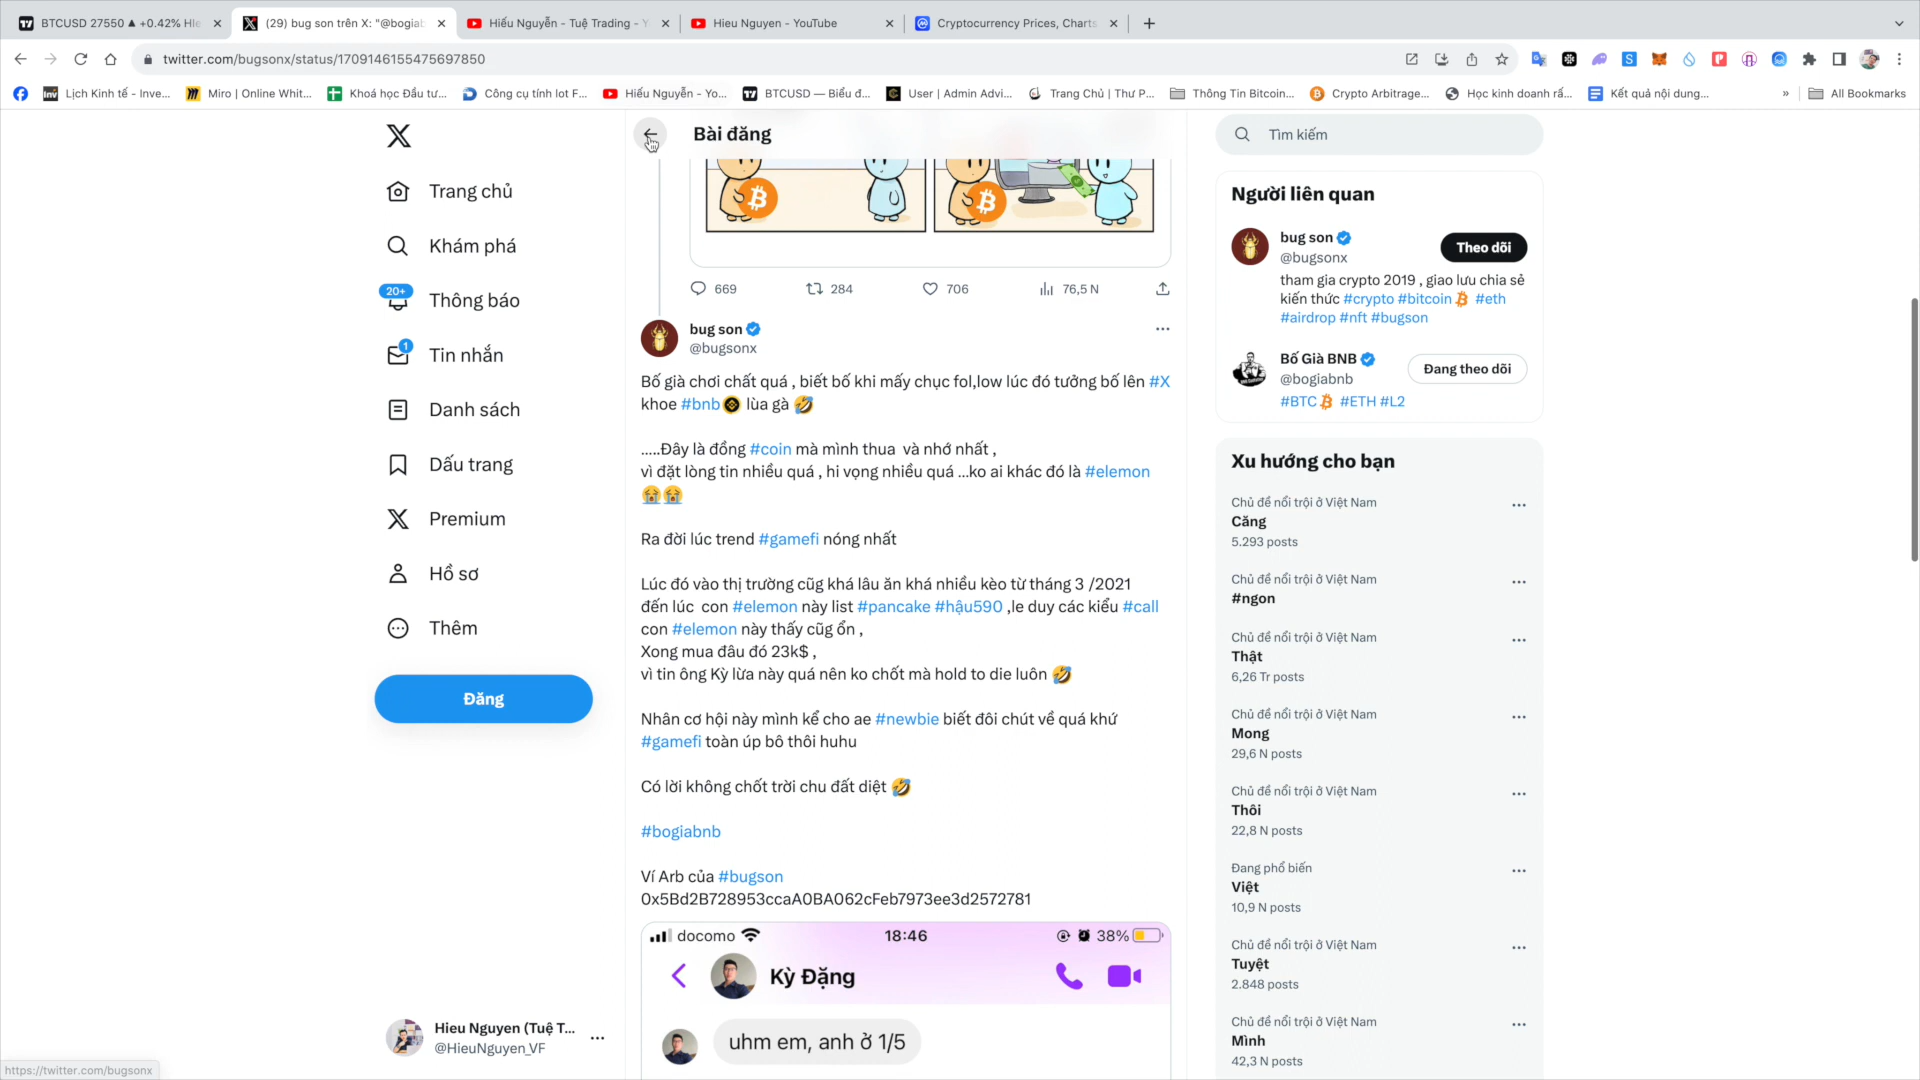 BTCUSD 27550 ▲ +0.42% Hi
(29) bug son trên X: "@bogiab
Hiếu Nguyễn - Tuệ Trading - Y
Hieu Nguyen - YouTube
Cryptocurrency Prices, Charts
twitter.com/bugsonx/status/1709146155475697850
Lịch Kinh tế - Inve...
Miro | Online Whit...
Khoá học Đầu tư...
Công cụ tính lot F...
Hiếu Nguyễn - Yo...
BTCUSD — Biểu đ...
User | Admin Advi...
Trang Chủ | Thư P...
Thông Tin Bitcoin...
Crypto Arbitrage...
Học kinh doanh rấ...
Kết quả nội dung...
»
All Bookmarks
Trang chủ
Khám phá
20+
Thông báo
1
Tin nhắn
Danh sách
Dấu trang
Premium
Hồ sơ
Thêm
Đăng
Hieu Nguyen (Tuệ T...
@HieuNguyen_VF
https://twitter.com/bugsonx
Bài đăng
669 284 706 76,5 N
bug son
@bugsonx
Bố già chơi chất quá , biết bố khi mấy chục fol,low lúc đó tưởng bố lên #X
khoe #bnb lùa gà 🤣
.....Đây là đồng #coin mà mình thua và nhớ nhất ,
vì đặt lòng tin nhiều quá , hi vọng nhiều quá ...ko ai khác đó là #elemon
😭😭
Ra đời lúc trend #gamefi nóng nhất
Lúc đó vào thị trường cũg khá lâu ăn khá nhiều kèo từ tháng 3 /2021
đến lúc con #elemon này list #pancake #hậu590 ,le duy các kiểu #call
con #elemon này thấy cũg ổn ,
Xong mua đâu đó 23k$ ,
vì tin ông Kỳ lừa này quá nên ko chốt mà hold to die luôn 🤣
Nhân cơ hội này mình kể cho ae #newbie biết đôi chút về quá khứ
#gamefi toàn úp bô thôi huhu
Có lời không chốt trời chu đất diệt 🤣
#bogiabnb
Ví Arb của #bugson
0x5Bd2B728953ccaA0BA062cFeb7973ee3d2572781
docomo 18:46 38%
Kỳ Đặng
uhm em, anh ở 1/5
Tìm kiếm
Người liên quan
bug son
@bugsonx
Theo dõi
tham gia crypto 2019 , giao lưu chia sẻ
kiến thức #crypto #bitcoin #eth
#airdrop #nft #bugson
Bố Già BNB
@bogiabnb
Đang theo dõi
#BTC #ETH #L2
Xu hướng cho bạn
Chủ đề nổi trội ở Việt Nam
Căng
5.293 posts
Chủ đề nổi trội ở Việt Nam
#ngon
Chủ đề nổi trội ở Việt Nam
Thật
6,26 Tr posts
Chủ đề nổi trội ở Việt Nam
Mong
29,6 N posts
Chủ đề nổi trội ở Việt Nam
Thôi
22,8 N posts
Đang phổ biến
Việt
10,9 N posts
Chủ đề nổi trội ở Việt Nam
Tuyệt
2.848 posts
Chủ đề nổi trội ở Việt Nam
Mình
42,3 N posts